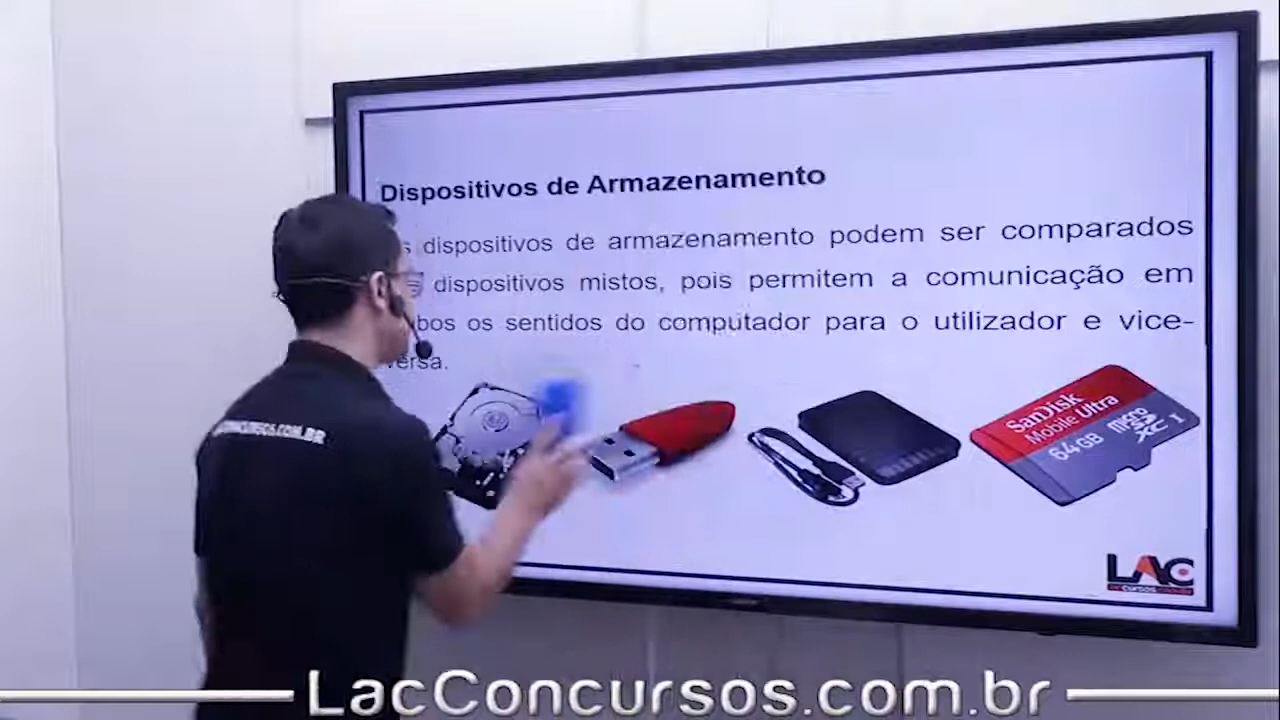 Dispositivos de Armazenamento
dispositivos de armazenamento podem ser comparados
dispositivos mistos, pois permitem a comunicação em
os sentidos do computador para o utilizador e vice-
versa.
SanDisk
Mobile Ultra
64GB
micro
SD
XC I
LAC
LacConcursos.com.br